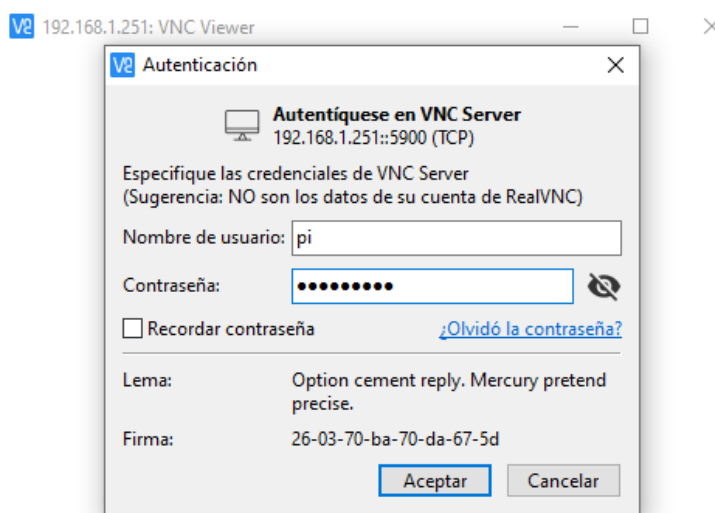 V2 192.168.1.251: VNC Viewer
V2 Autenticación
Autentíquese en VNC Server
192.168.1.251::5900 (TCP)
Especifique las credenciales de VNC Server
(Sugerencia: NO son los datos de su cuenta de RealVNC)
Nombre de usuario: pi
Contraseña: •••••••••
Recordar contraseña ¿Olvidó la contraseña?
Lema: Option cement reply. Mercury pretend
precise.
Firma: 26-03-70-ba-70-da-67-5d
Aceptar Cancelar